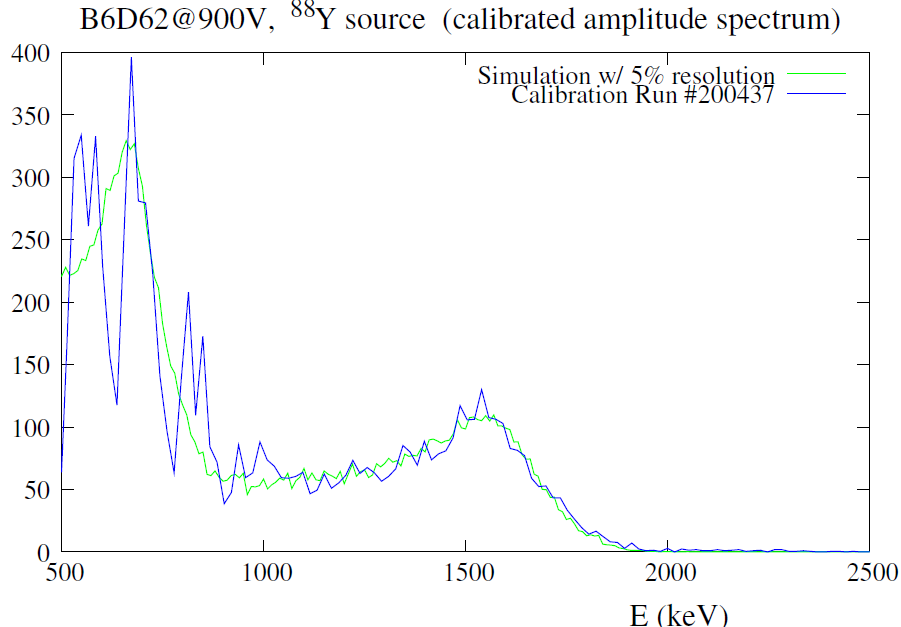 B6D62@900V, ⁸⁸Y source (calibrated amplitude spectrum)
400
350
300
250
200
150
100
50
0
Simulation w/ 5% resolution
Calibration Run #200437
500 1000 1500 2000 2500
E (keV)